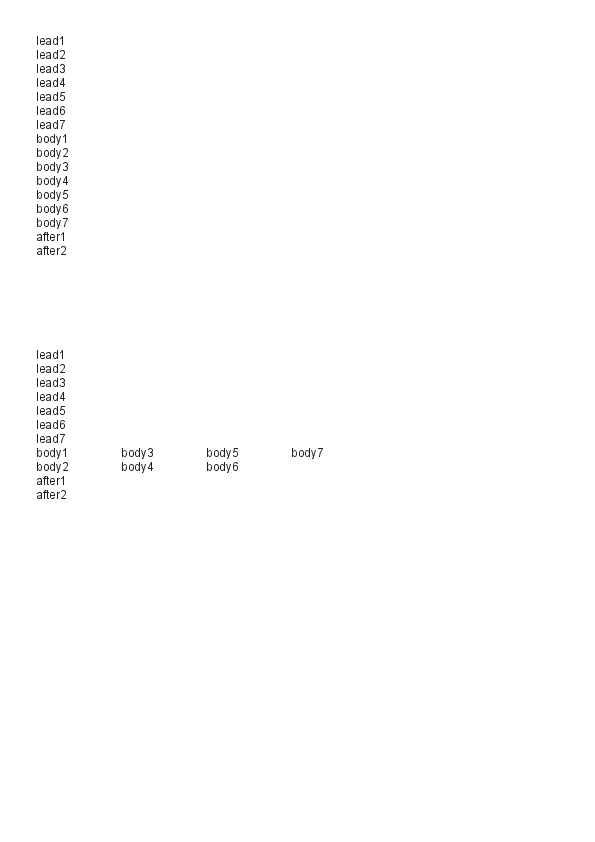 lead1
lead2
lead3
lead4
lead5
lead6
lead7
body1
body2
body3
body4
body5
body6
body7
after1
after2
lead1
lead2
lead3
lead4
lead5
lead6
lead7
body1 body3 body5 body7
body2 body4 body6
after1
after2